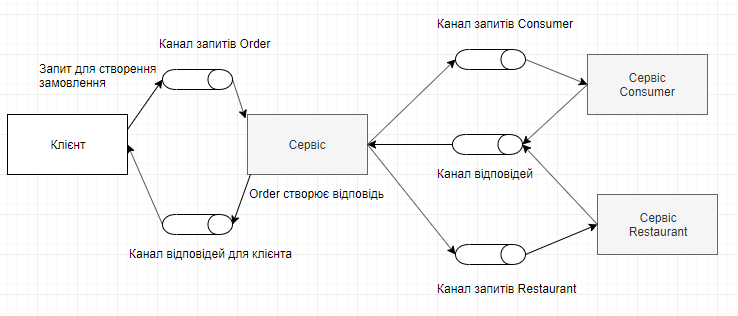 Канал запитів Consumer
Канал запитів Order
Запит для створення
замовлення
Сервіс
Consumer
Клієнт
Сервіс
Канал відповідей
Order створює відповідь
Сервіс
Restaurant
Канал відповідей для клієнта
Канал запитів Restaurant